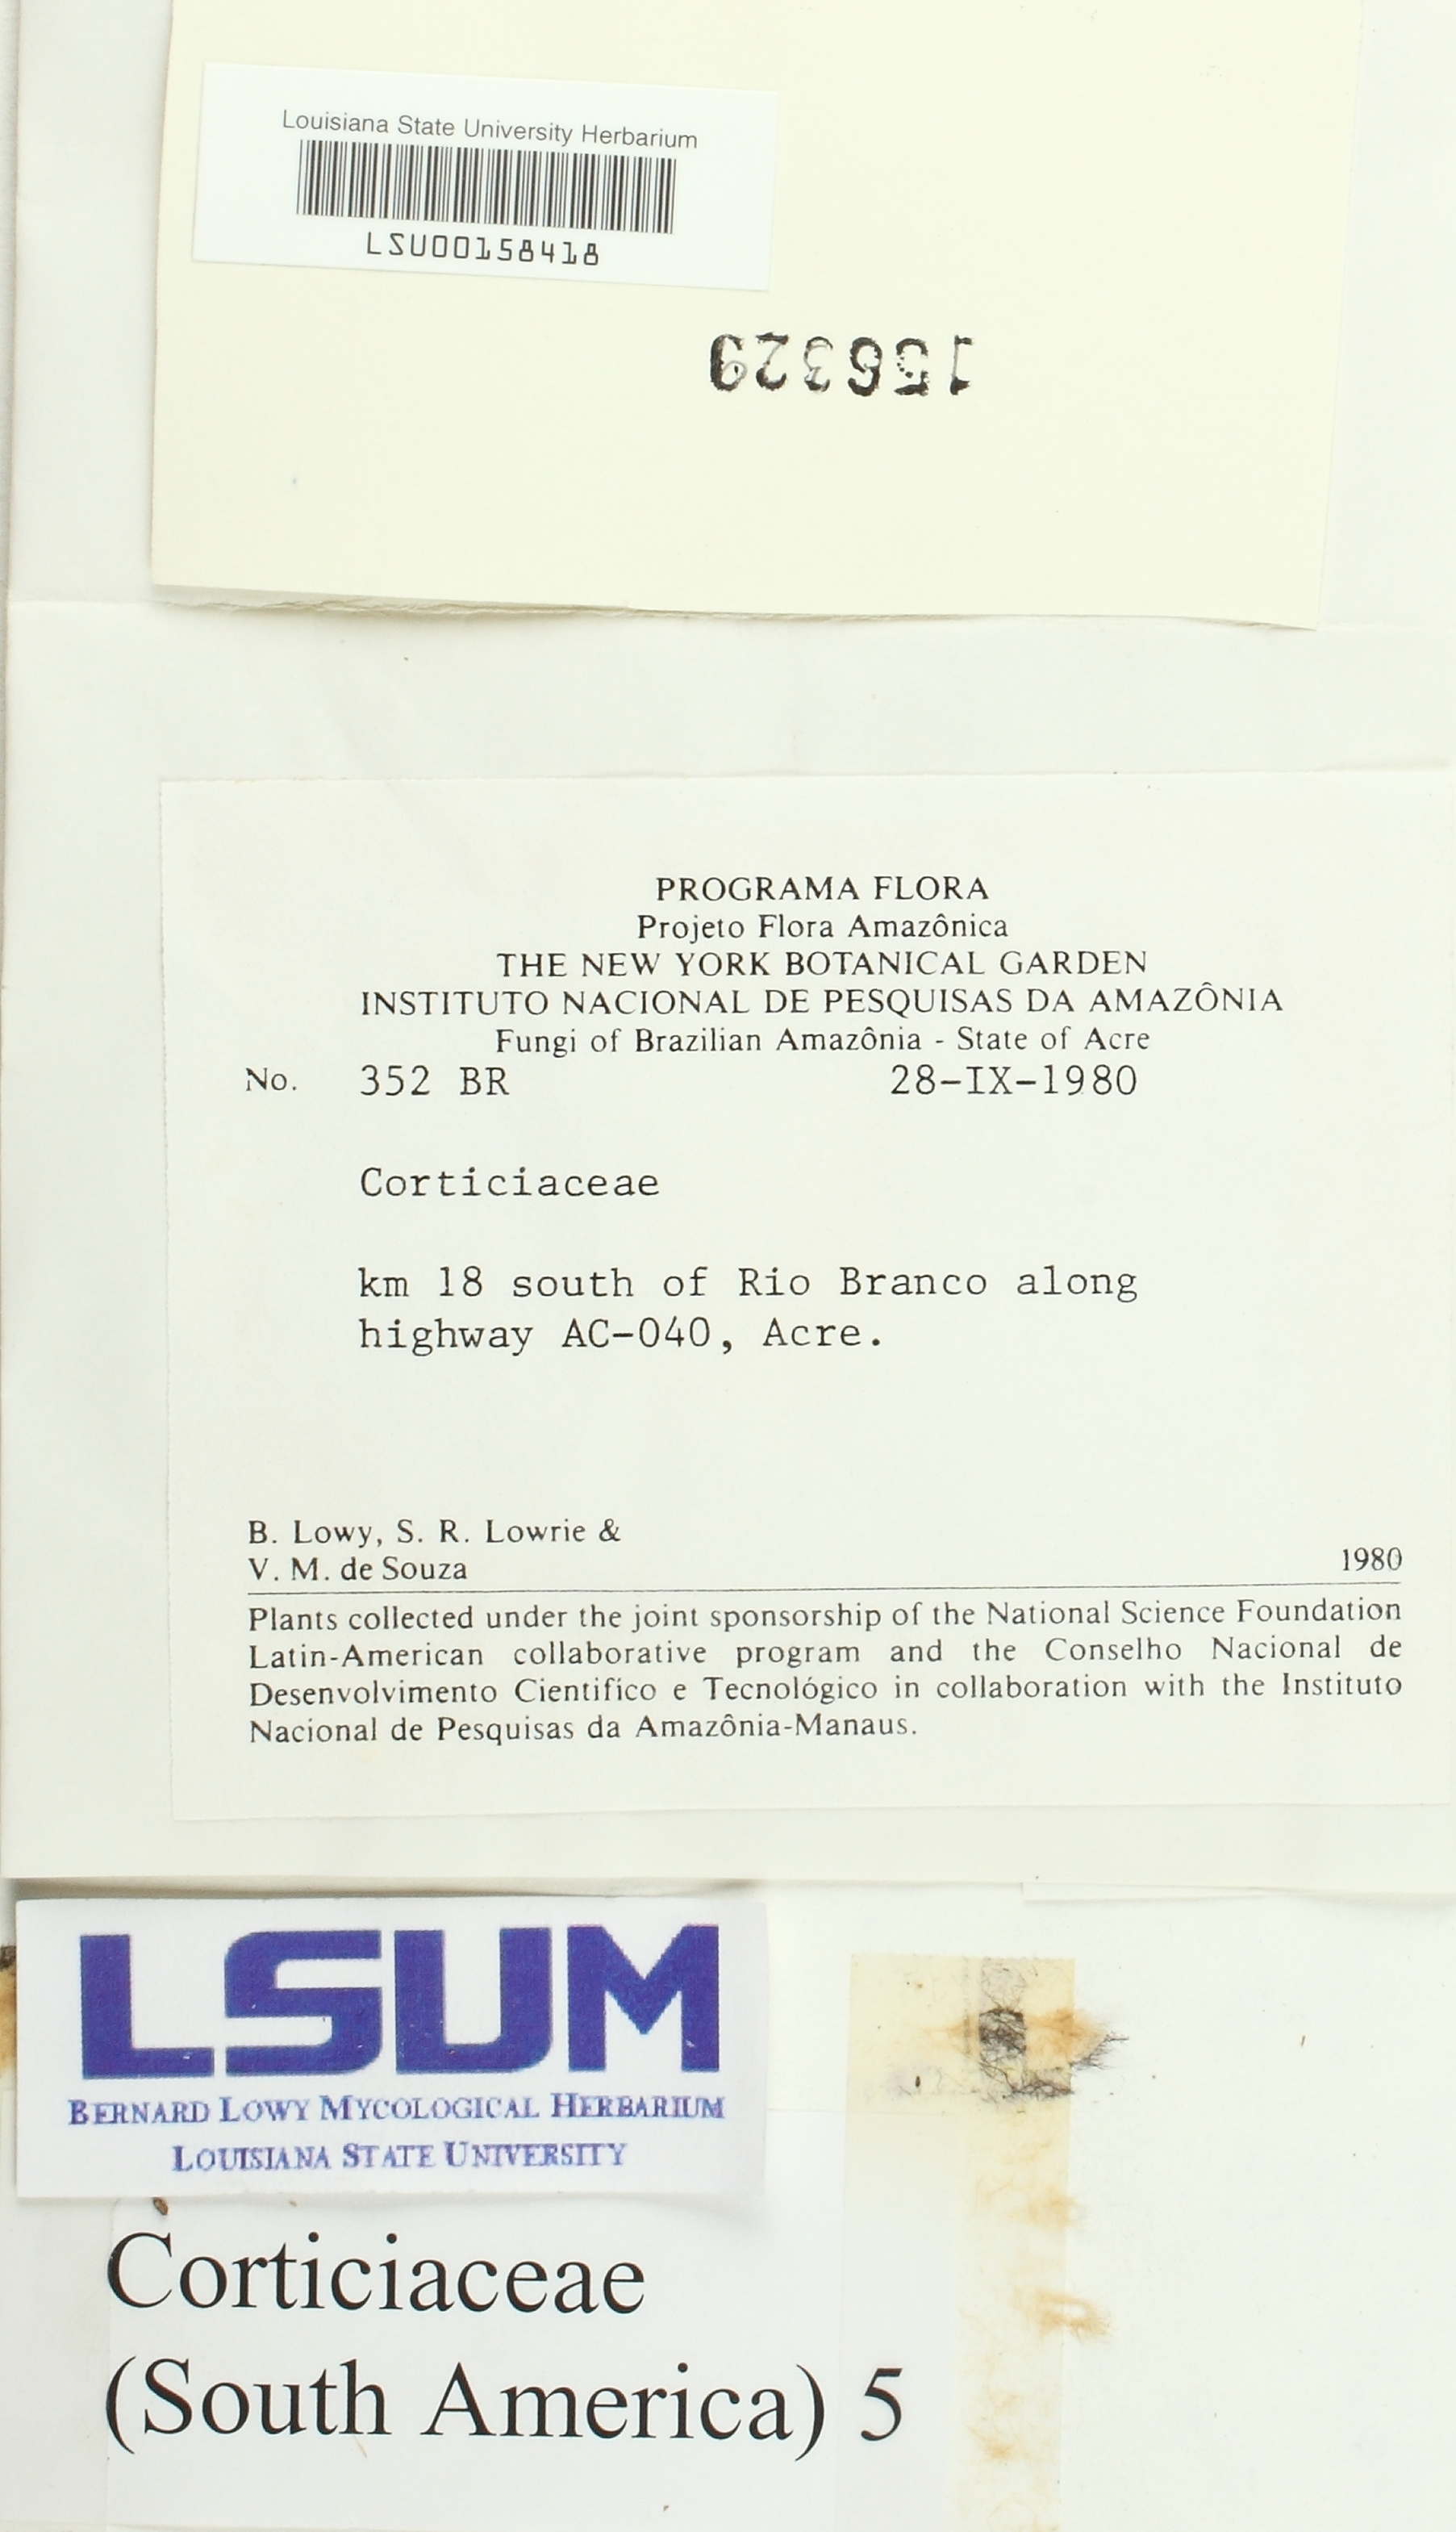 Louisiana State University Herbarium
LSU00158418
156329
PROGRAMA FLORA
Projeto Flora Amazônica
THE NEW YORK BOTANICAL GARDEN
INSTITUTO NACIONAL DE PESQUISAS DA AMAZÔNIA
Fungi of Brazilian Amazônia - State of Acre
No. 352 BR 28-IX-1980
Corticiaceae
km 18 south of Rio Branco along
highway AC-040, Acre.
B. Lowy, S. R. Lowrie &
V. M. de Souza 1980
Plants collected under the joint sponsorship of the National Science Foundation
Latin-American collaborative program and the Conselho Nacional de
Desenvolvimento Cientifíco e Tecnológico in collaboration with the Instituto
Nacional de Pesquisas da Amazônia-Manaus.
LSUM
BERNARD LOWY MYCOLOGICAL HERBARIUM
LOUISIANA STATE UNIVERSITY
Corticiaceae
(South America) 5